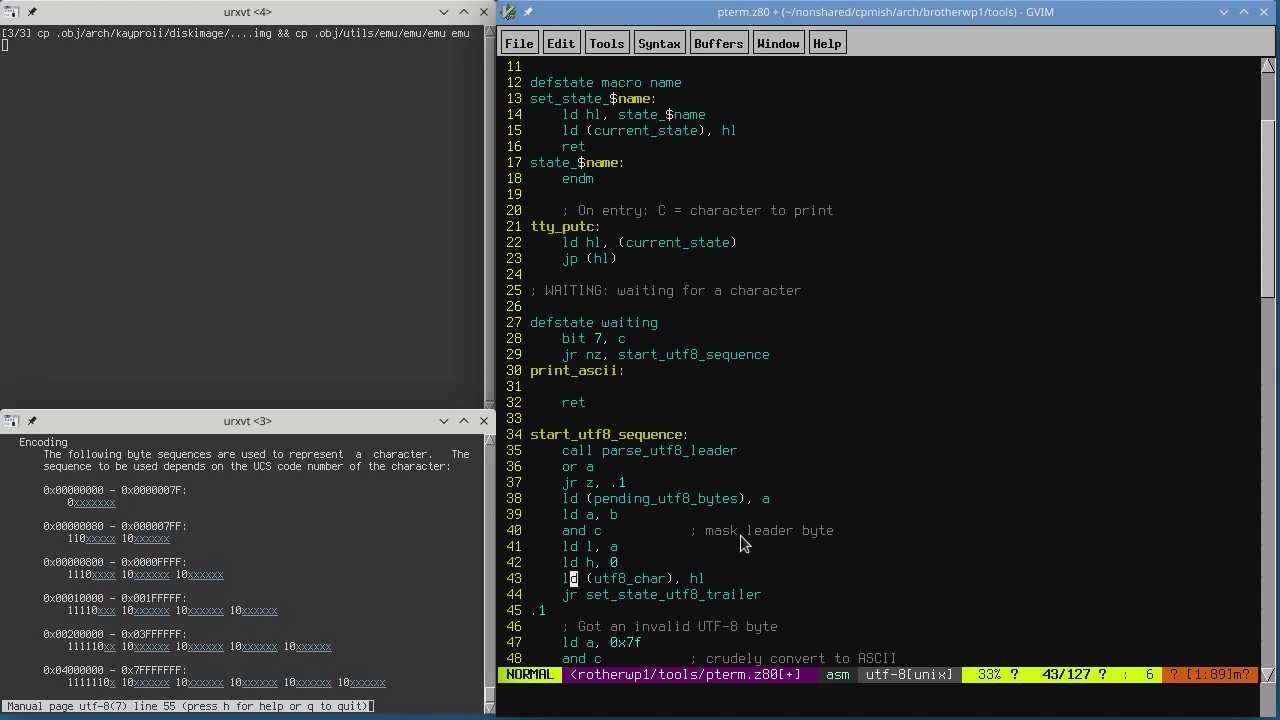 urxvt <4>
[3/3] cp .obj/arch/kayproii/diskimage/....img && cp .obj/utils/emu/emu/emu emu
urxvt <3>
Encoding
The following byte sequences are used to represent a character. The
sequence to be used depends on the UCS code number of the character:
0x00000000 - 0x0000007F:
0xxxxxxx
0x00000080 - 0x000007FF:
110xxxxx 10xxxxxx
0x00000800 - 0x0000FFFF:
1110xxxx 10xxxxxx 10xxxxxx
0x00010000 - 0x001FFFFF:
11110xxx 10xxxxxx 10xxxxxx 10xxxxxx
0x00200000 - 0x03FFFFFF:
111110xx 10xxxxxx 10xxxxxx 10xxxxxx 10xxxxxx
0x04000000 - 0x7FFFFFFF:
1111110x 10xxxxxx 10xxxxxx 10xxxxxx 10xxxxxx 10xxxxxx
Manual page utf-8(7) line 55 (press h for help or q to quit)
pterm.z80 + (~/nonshared/cpmish/arch/brotherwp1/tools) - GVIM
File Edit Tools Syntax Buffers Window Help
11
12 defstate macro name
13 set_state_$name:
14 ld hl, state_$name
15 ld (current_state), hl
16 ret
17 state_$name:
18 endm
19
20 ; On entry: C = character to print
21 tty_putc:
22 ld hl, (current_state)
23 jp (hl)
24
25 ; WAITING: waiting for a character
26
27 defstate waiting
28 bit 7, c
29 jr nz, start_utf8_sequence
30 print_ascii:
31
32 ret
33
34 start_utf8_sequence:
35 call parse_utf8_leader
36 or a
37 jr z, .1
38 ld (pending_utf8_bytes), a
39 ld a, b
40 and c ; mask leader byte
41 ld l, a
42 ld h, 0
43 ld (utf8_char), hl
44 jr set_state_utf8_trailer
45 .1
46 ; Got an invalid UTF-8 byte
47 ld a, 0x7f
48 and c ; crudely convert to ASCII
NORMAL <rotherwp1/tools/pterm.z80[+] asm utf-8[unix] 33% ? 43/127 ? : 6 ? [1:89]m?